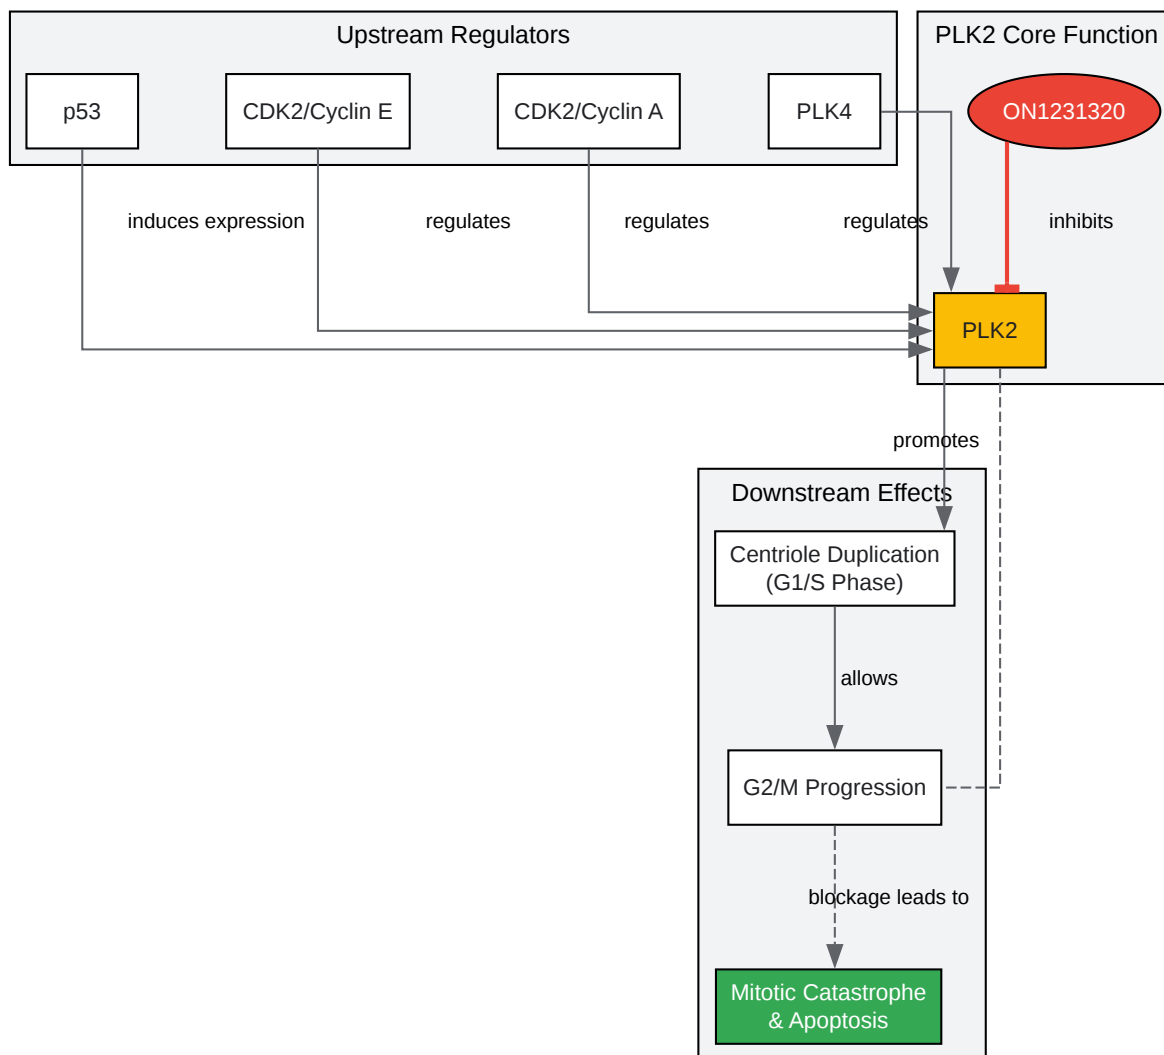 Upstream Regulators
PLK2 Core Function
p53
CDK2/Cyclin E
CDK2/Cyclin A
PLK4
ON1231320
induces expression
regulates
regulates
regulates
inhibits
PLK2
promotes
Downstream Effects
Centriole Duplication
(G1/S Phase)
allows
G2/M Progression
blockage leads to
Mitotic Catastrophe
& Apoptosis